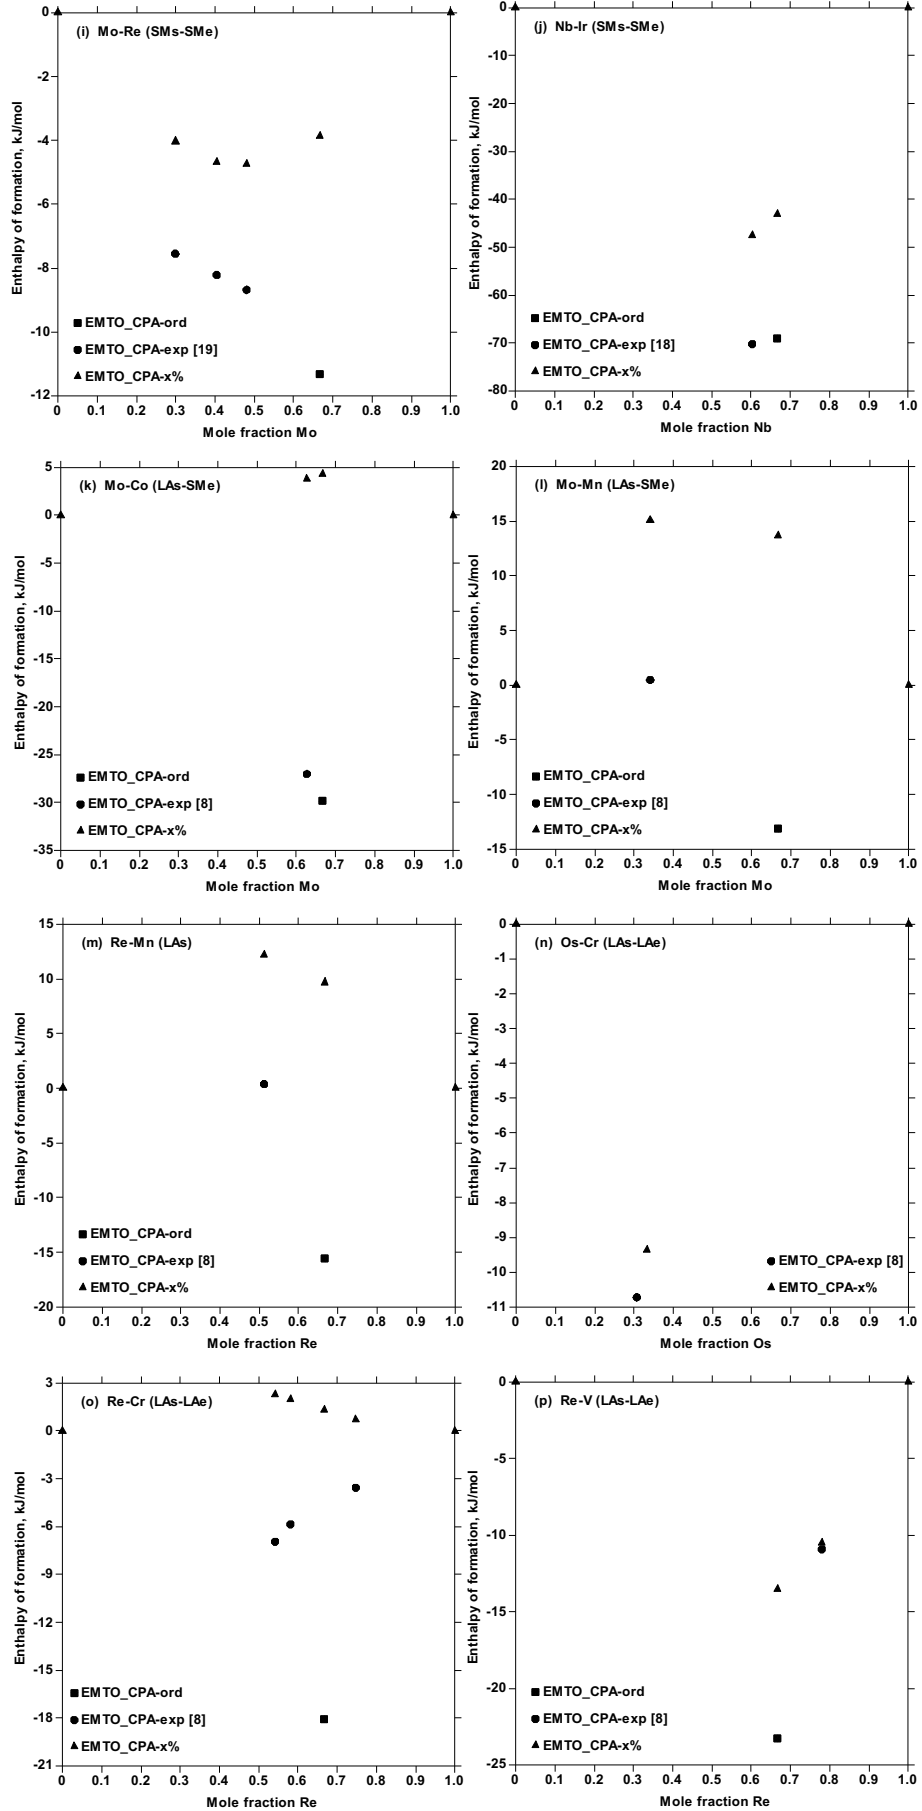 (i) Mo-Re (SMs-SMe)
Enthalpy of formation, kJ/mol
0
-2
-4
-6
-8
-10
-12
EMTO_CPA-ord
EMTO_CPA-exp [19]
EMTO_CPA-x%
0 0.1 0.2 0.3 0.4 0.5 0.6 0.7 0.8 0.9 1.0
Mole fraction Mo
(j) Nb-Ir (SMs-SMe)
Enthalpy of formation, kJ/mol
0
-10
-20
-30
-40
-50
-60
-70
-80
EMTO_CPA-ord
EMTO_CPA-exp [18]
EMTO_CPA-x%
0 0.1 0.2 0.3 0.4 0.5 0.6 0.7 0.8 0.9 1.0
Mole fraction Nb
(k) Mo-Co (LAs-SMe)
Enthalpy of formation, kJ/mol
5
0
-5
-10
-15
-20
-25
-30
-35
EMTO_CPA-ord
EMTO_CPA-exp [8]
EMTO_CPA-x%
0 0.1 0.2 0.3 0.4 0.5 0.6 0.7 0.8 0.9 1.0
Mole fraction Mo
(l) Mo-Mn (LAs-SMe)
Enthalpy of formation, kJ/mol
20
15
10
5
0
-5
-10
-15
EMTO_CPA-ord
EMTO_CPA-exp [8]
EMTO_CPA-x%
0 0.1 0.2 0.3 0.4 0.5 0.6 0.7 0.8 0.9 1.0
Mole fraction Mo
(m) Re-Mn (LAs)
Enthalpy of formation, kJ/mol
15
10
5
0
-5
-10
-15
-20
EMTO_CPA-ord
EMTO_CPA-exp [8]
EMTO_CPA-x%
0 0.1 0.2 0.3 0.4 0.5 0.6 0.7 0.8 0.9 1.0
Mole fraction Re
(n) Os-Cr (LAs-LAe)
Enthalpy of formation, kJ/mol
0
-1
-2
-3
-4
-5
-6
-7
-8
-9
-10
-11
EMTO_CPA-exp [8]
EMTO_CPA-x%
0 0.1 0.2 0.3 0.4 0.5 0.6 0.7 0.8 0.9 1.0
Mole fraction Os
(o) Re-Cr (LAs-LAe)
Enthalpy of formation, kJ/mol
3
0
-3
-6
-9
-12
-15
-18
-21
EMTO_CPA-ord
EMTO_CPA-exp [8]
EMTO_CPA-x%
0 0.1 0.2 0.3 0.4 0.5 0.6 0.7 0.8 0.9 1.0
Mole fraction Re
(p) Re-V (LAs-LAe)
Enthalpy of formation, kJ/mol
0
-5
-10
-15
-20
-25
EMTO_CPA-ord
EMTO_CPA-exp [8]
EMTO_CPA-x%
0 0.1 0.2 0.3 0.4 0.5 0.6 0.7 0.8 0.9 1.0
Mole fraction Re